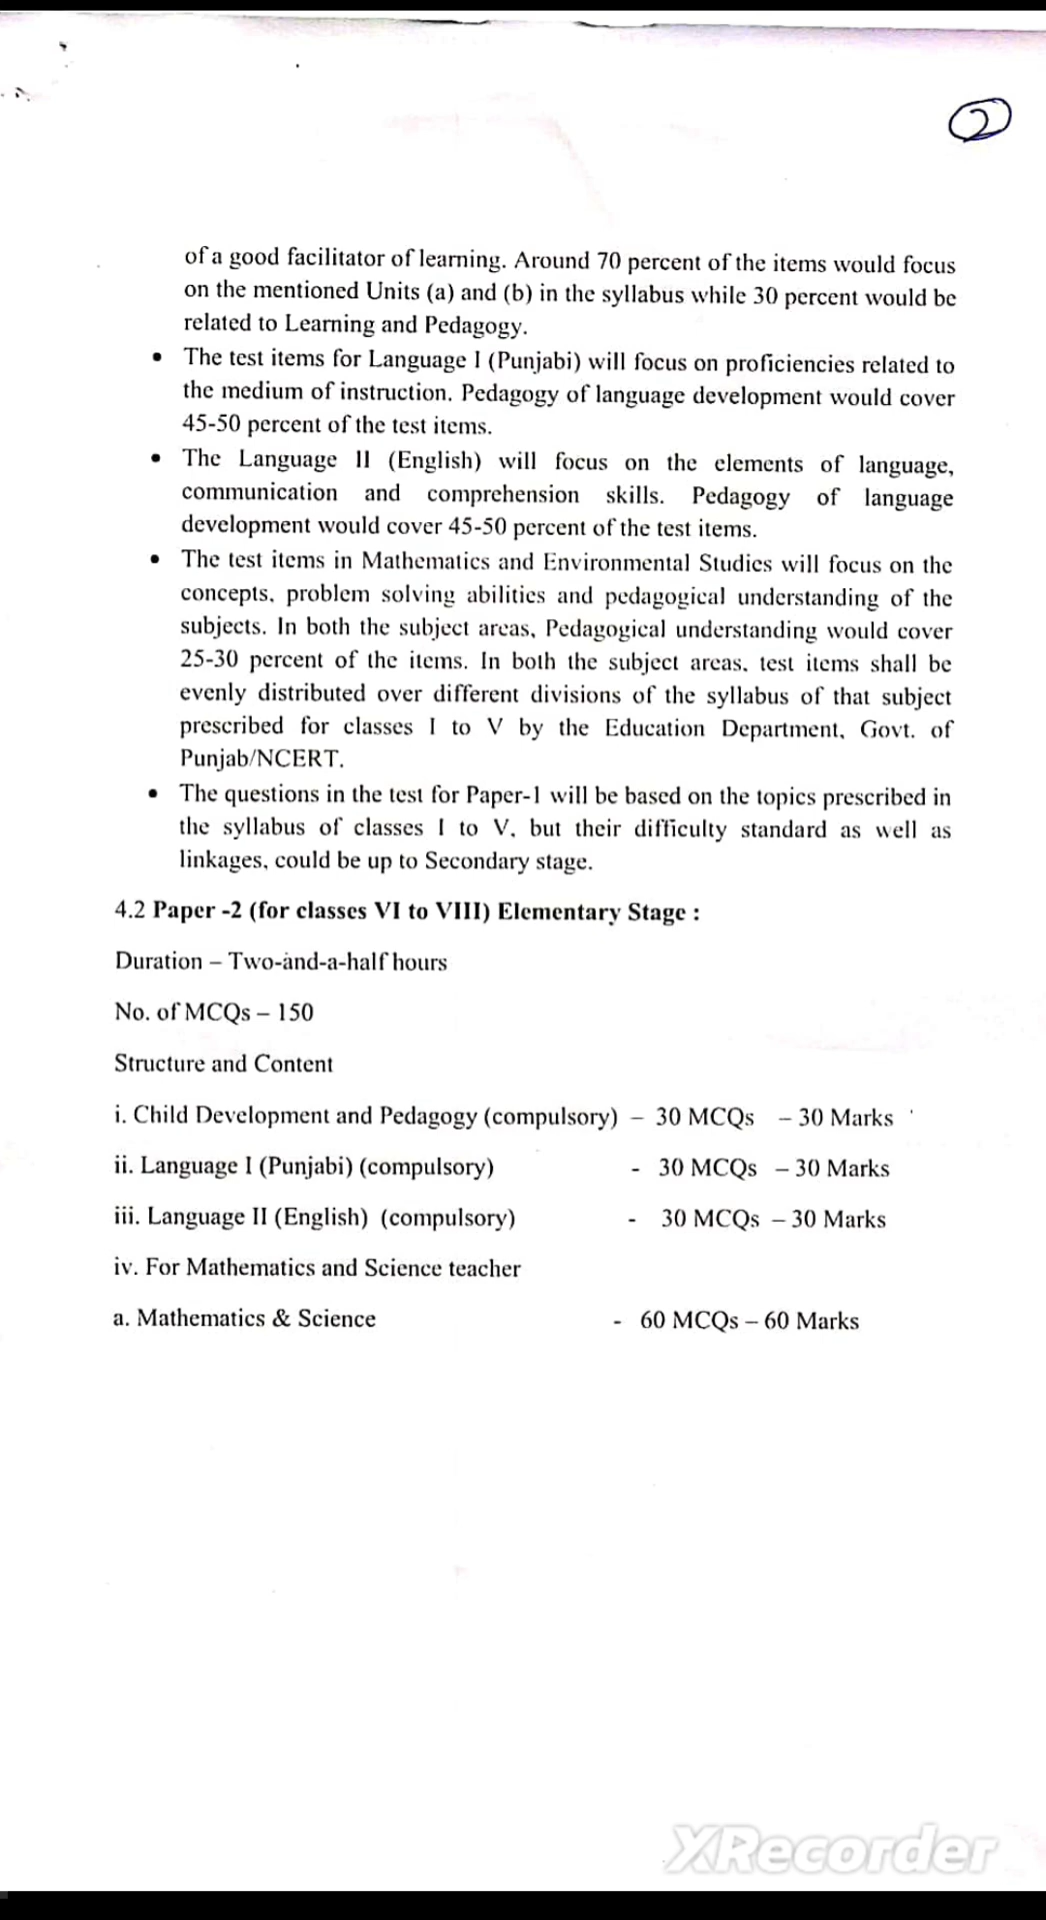 2
of a good facilitator of learning. Around 70 percent of the items would focus
on the mentioned Units (a) and (b) in the syllabus while 30 percent would be
related to Learning and Pedagogy.
• The test items for Language I (Punjabi) will focus on proficiencies related to
the medium of instruction. Pedagogy of language development would cover
45-50 percent of the test items.
• The Language II (English) will focus on the elements of language,
communication and comprehension skills. Pedagogy of language
development would cover 45-50 percent of the test items.
• The test items in Mathematics and Environmental Studies will focus on the
concepts, problem solving abilities and pedagogical understanding of the
subjects. In both the subject areas, Pedagogical understanding would cover
25-30 percent of the items. In both the subject areas, test items shall be
evenly distributed over different divisions of the syllabus of that subject
prescribed for classes I to V by the Education Department, Govt. of
Punjab/NCERT.
• The questions in the test for Paper-1 will be based on the topics prescribed in
the syllabus of classes I to V, but their difficulty standard as well as
linkages, could be up to Secondary stage.
4.2 Paper -2 (for classes VI to VIII) Elementary Stage :
Duration – Two-and-a-half hours
No. of MCQs – 150
Structure and Content
i. Child Development and Pedagogy (compulsory) – 30 MCQs – 30 Marks
ii. Language I (Punjabi) (compulsory) - 30 MCQs – 30 Marks
iii. Language II (English) (compulsory) - 30 MCQs – 30 Marks
iv. For Mathematics and Science teacher
a. Mathematics & Science - 60 MCQs – 60 Marks
XRecorder